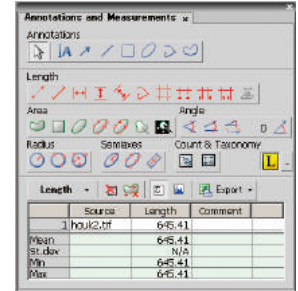 Annotations and Measurements x
Annotations
A
Length
Area Angle
Radius Semiaxes Count & Taxonomy
L
Length Export
Source Length Comment
1 houk2.tif 645.41
Mean 645.41
St.dev N/A
Min 645.41
Max 645.41